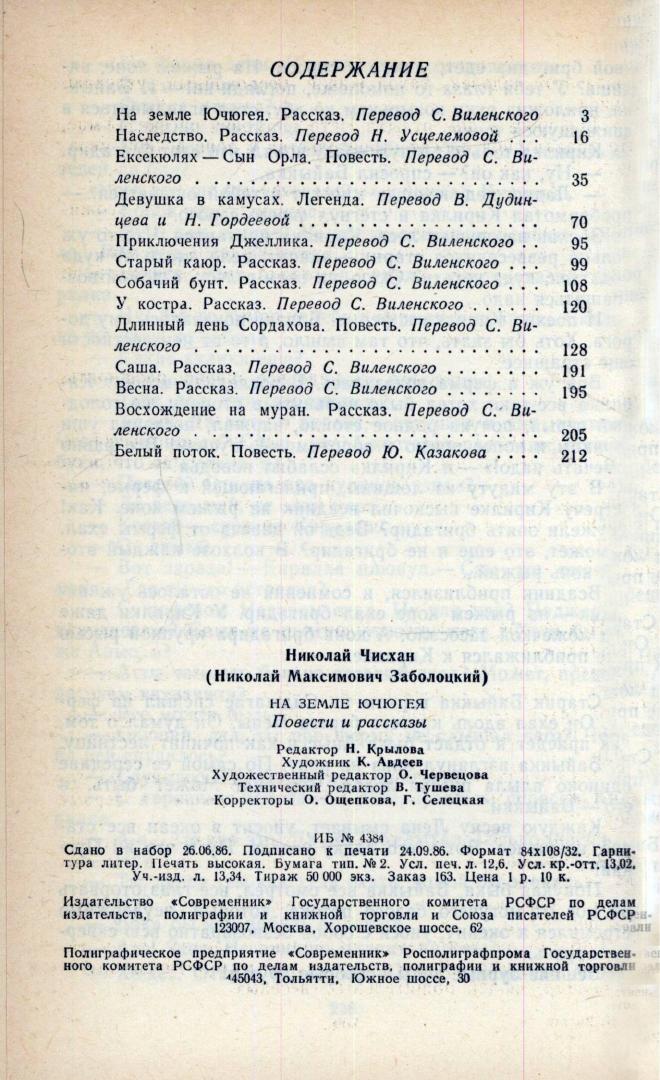 СОДЕРЖАНИЕ
На земле Ючюгея. Рассказ. Перевод С. Виленского 3
Наследство. Рассказ. Перевод Н. Усцелемовой . . . 16
Ексекюлях — Сын Орла. Повесть. Перевод С. Ви-
ленского . . . . . . . . . . . . . . . . . . . 35
Девушка в камусах. Легенда. Перевод В. Дудин-
цева и Н Гордеевой . . . . . . . . . . . . . 70
Приключения Джеллика. Перевод С. Виленского . . 95
Старый каюр. Рассказ. Перевод С. Виленского . . . 99
Собачий бунт. Рассказ. Перевод С. Виленского . . 108
У костра. Рассказ. Перевод С. Виленского . . . . 120
Длинный день Сордахова. Повесть. Перевод С. Ви-
ленского . . . . . . . . . . . . . . . . . . . 128
Саша. Рассказ. Перевод С. Виленского . . . . . . 191
Весна. Рассказ. Перевод С. Виленского . . . . . . 195
Восхождение на муран. Рассказ. Перевод С. Ви-
ленского . . . . . . . . . . . . . . . . . . . 205
Белый поток. Повесть. Перевод Ю. Казакова . . . 212
Николай Чисхан
(Николай Максимович Заболоцкий)
НА ЗЕМЛЕ ЮЧЮГЕЯ
Повести и рассказы
Редактор Н. Крылова
Художник К. Авдеев
Художественный редактор О. Червецова
Технический редактор В. Тушева
Корректоры О. Ощепкова, Г. Селецкая
ИБ № 4384
Сдано в набор 26.06.86. Подписано к печати 24.09.86. Формат 84х108/32. Гарни-
тура литер. Печать высокая. Бумага тип. № 2. Усл. печ. л. 12,6. Усл. кр.-отт. 13,02.
Уч.-изд. л. 13,34. Тираж 50 000 экз. Заказ 163. Цена 1 р. 10 к.
Издательство «Современник» Государственного комитета РСФСР по делам
издательств, полиграфии и книжной торговли и Союза писателей РСФСР
123007, Москва, Хорошевское шоссе, 62
Полиграфическое предприятие «Современник» Росполиграфпрома Государствен-
ного комитета РСФСР по делам издательств, полиграфии и книжной торговли
445043, Тольятти, Южное шоссе, 30